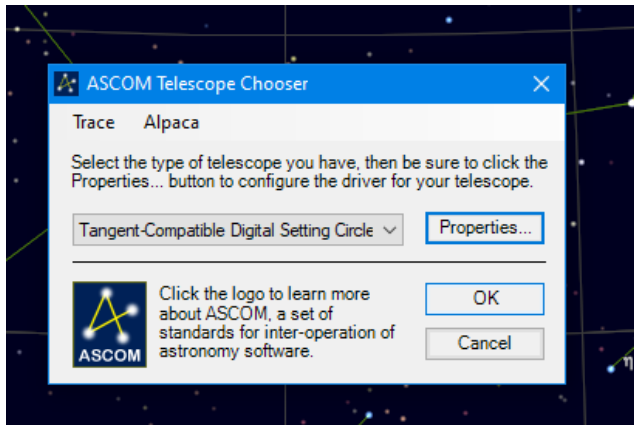 ASCOM Telescope Chooser
Trace Alpaca
Select the type of telescope you have, then be sure to click the
Properties... button to configure the driver for your telescope.
Tangent-Compatible Digital Setting Circle
Properties...
Click the logo to learn more
about ASCOM, a set of
standards for inter-operation of
astronomy software.
ASCOM
OK
Cancel
η